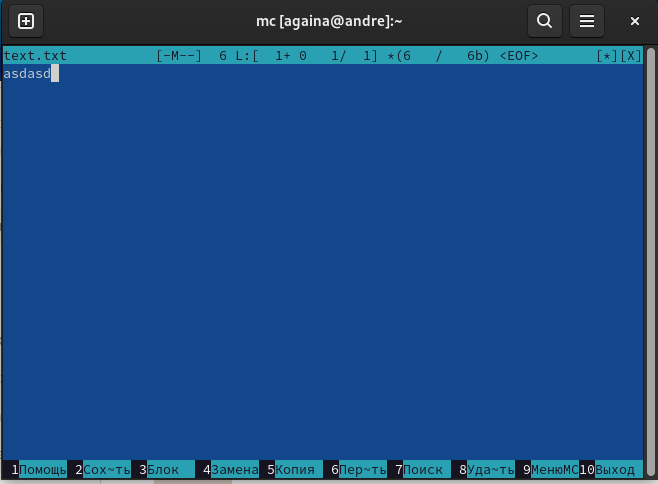 mc [againa@andre]:~
text.txt [-M--] 6 L:[ 1+ 0 1/ 1] *(6 / 6b) <EOF> [*][X]
asdasd
1Помощь 2Сох~ть 3Блок 4Замена 5Копия 6Пер~ть 7Поиск 8Уда~ть 9МенюMC 10Выход